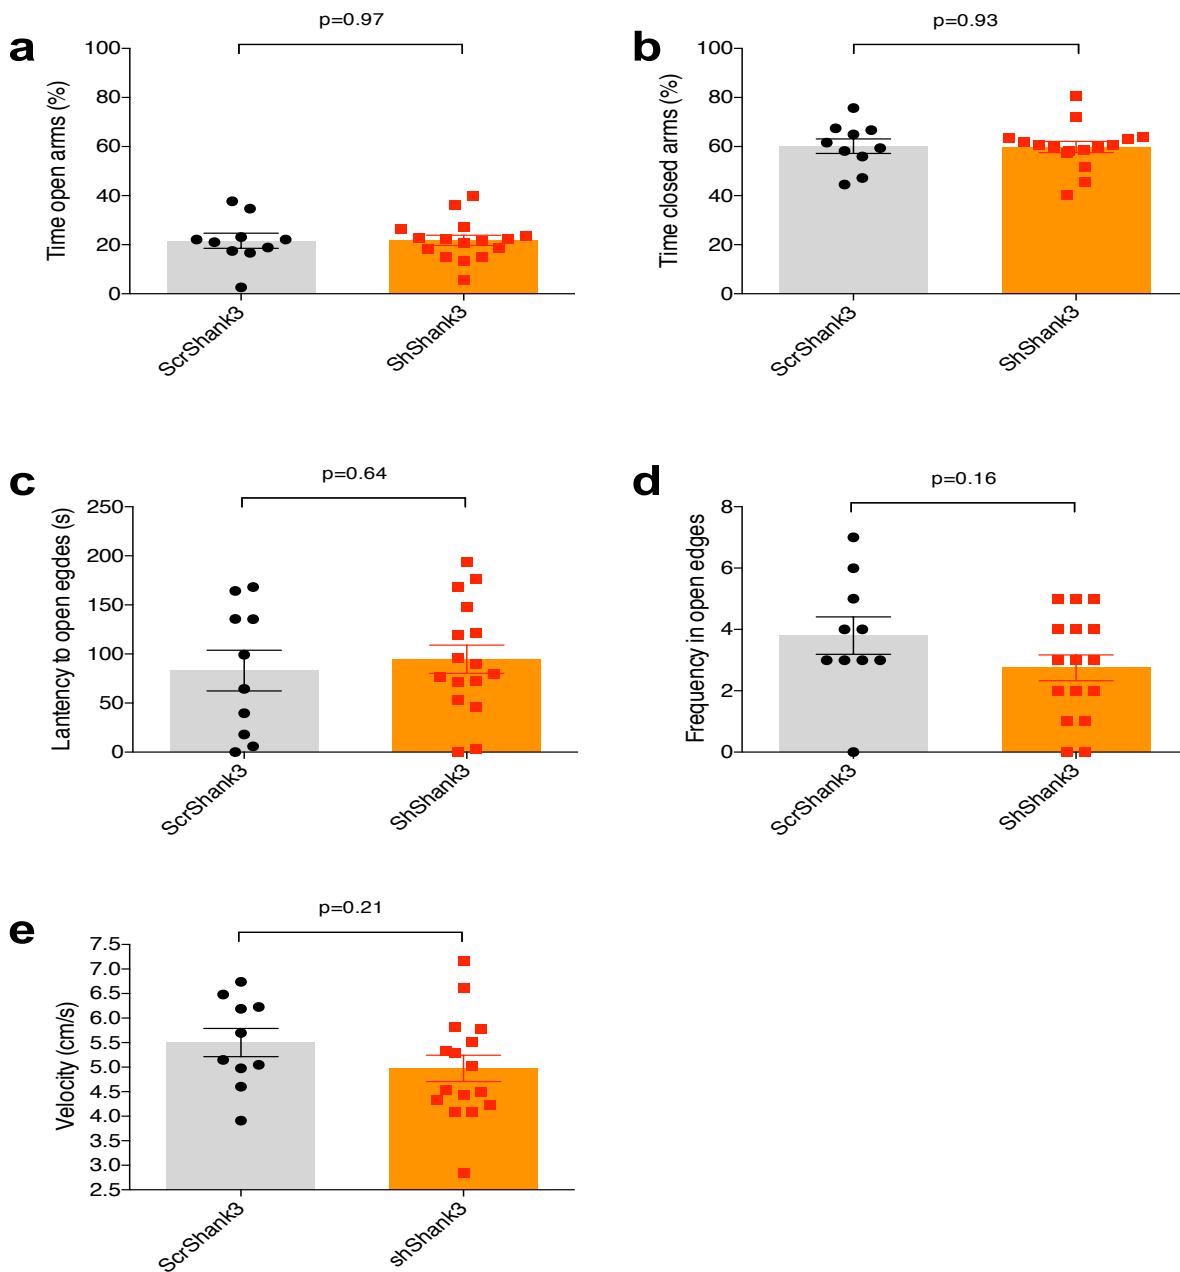 a
p=0.97
Time open arms (%)
100
80
60
40
20
0
ScrShank3
ShShank3
b
p=0.93
Time closed arms (%)
100
80
60
40
20
0
ScrShank3
ShShank3
c
p=0.64
Lantency to open egdes (s)
250
200
150
100
50
0
ScrShank3
ShShank3
d
p=0.16
Frequency in open edges
8
6
4
2
0
ScrShank3
ShShank3
e
p=0.21
Velocity (cm/s)
7.5
7.0
6.5
6.0
5.5
5.0
4.5
4.0
3.5
3.0
2.5
ScrShank3
shShank3